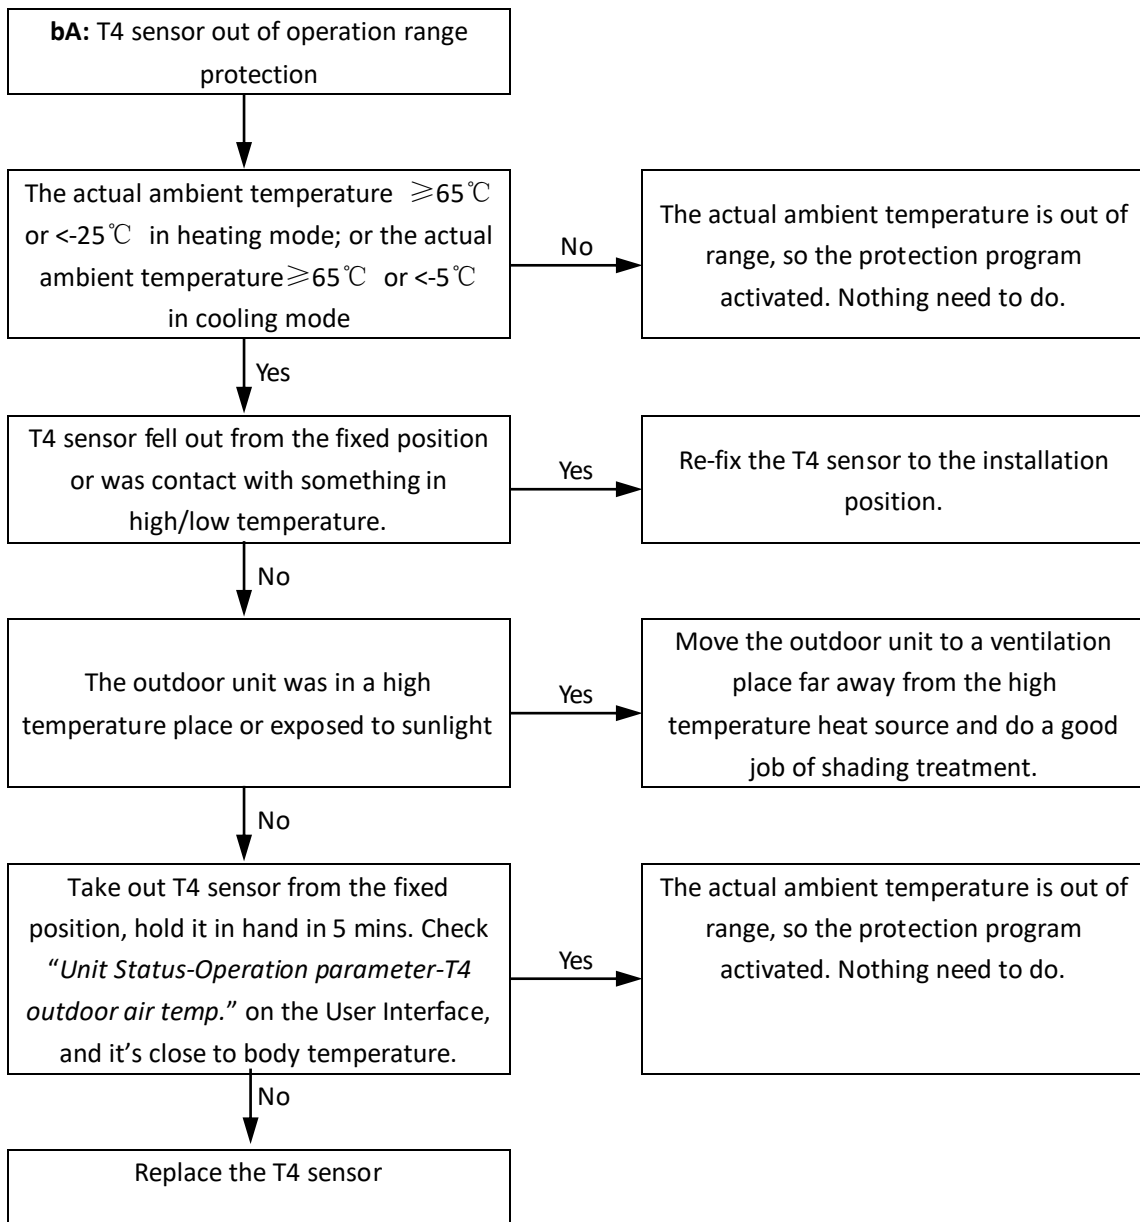 bA: T4 sensor out of operation range
protection
The actual ambient temperature ≥65℃
or <-25℃ in heating mode; or the actual
ambient temperature≥65℃ or <-5℃
in cooling mode
No
The actual ambient temperature is out of
range, so the protection program
activated. Nothing need to do.
Yes
T4 sensor fell out from the fixed position
or was contact with something in
high/low temperature.
Yes
Re-fix the T4 sensor to the installation
position.
No
The outdoor unit was in a high
temperature place or exposed to sunlight
Yes
Move the outdoor unit to a ventilation
place far away from the high
temperature heat source and do a good
job of shading treatment.
No
Take out T4 sensor from the fixed
position, hold it in hand in 5 mins. Check
“Unit Status-Operation parameter-T4
outdoor air temp.” on the User Interface,
and it’s close to body temperature.
Yes
The actual ambient temperature is out of
range, so the protection program
activated. Nothing need to do.
No
Replace the T4 sensor